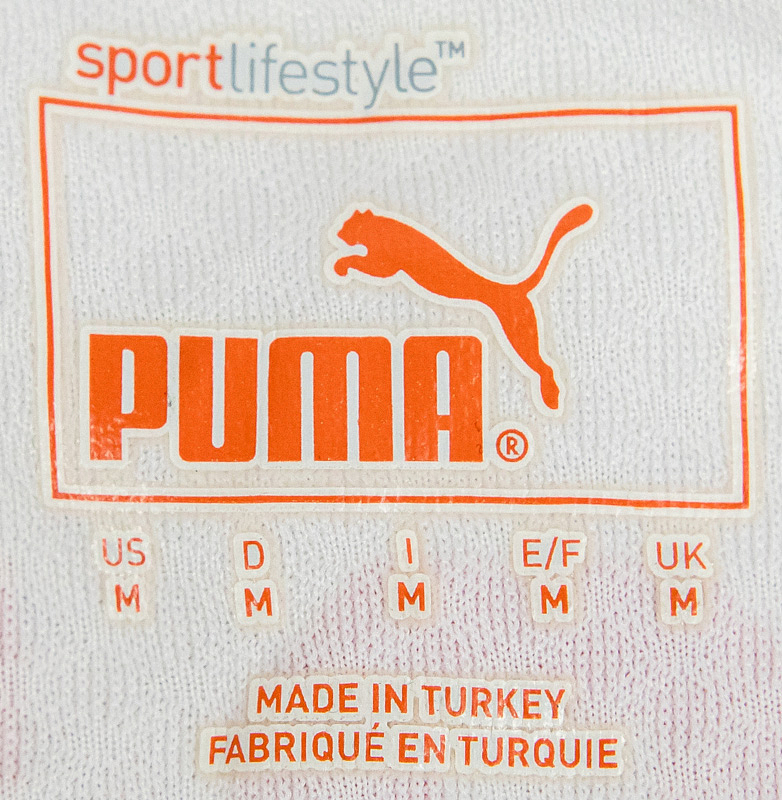 sportlifestyle™
PUMA®
US D I E/F UK
M M M M M
MADE IN TURKEY
FABRIQUÉ EN TURQUIE